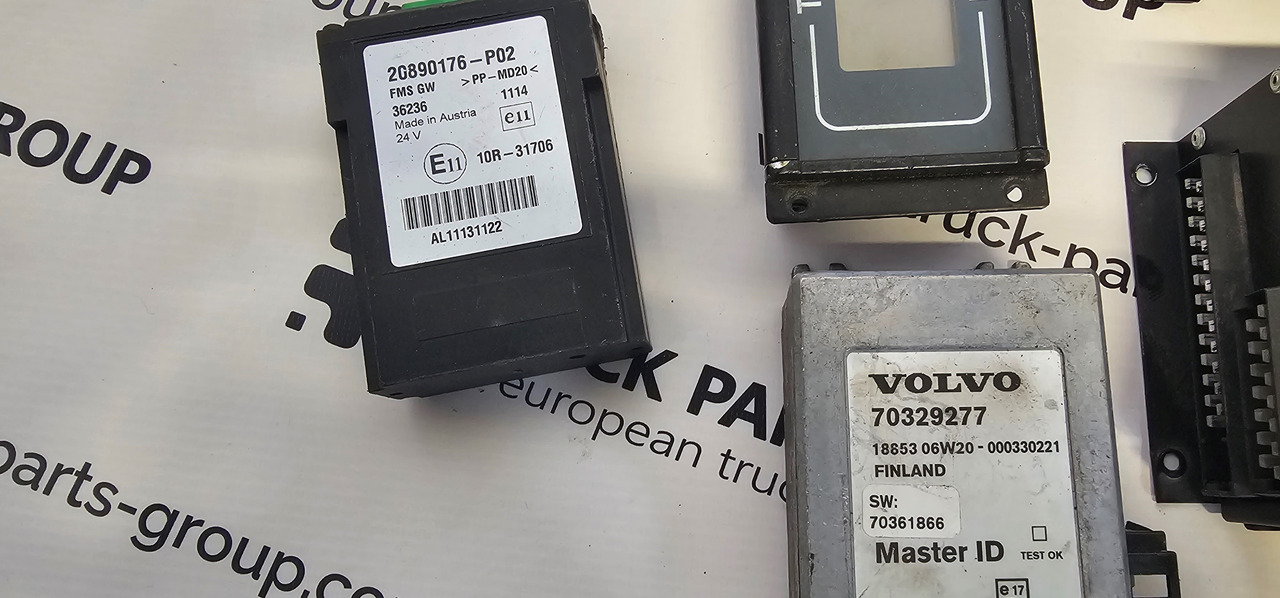 20890176-P02
FMS GW >PP-MD20<
36236 1114
Made in Austria
24 V
e11
E11 10R-31706
AL11131122
VOLVO
70329277
18853 06W20 - 000330221
FINLAND
SW:
70361866
Master ID
TEST OK
e17
ROUP
CK PA
european truc
ruck-par
parts-group.co